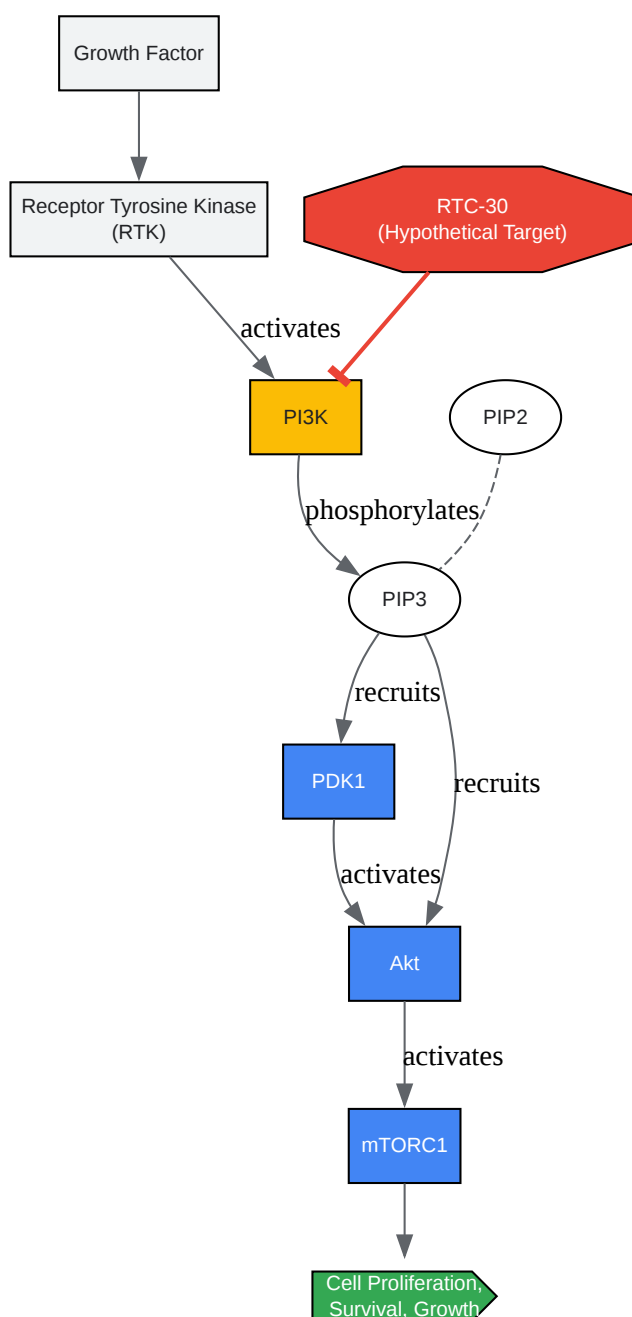 Growth Factor
Receptor Tyrosine Kinase
(RTK)
RTC-30
(Hypothetical Target)
activates
PI3K
PIP2
phosphorylates
PIP3
recruits
PDK1
recruits
activates
Akt
activates
mTORC1
Cell Proliferation,
Survival, Growth